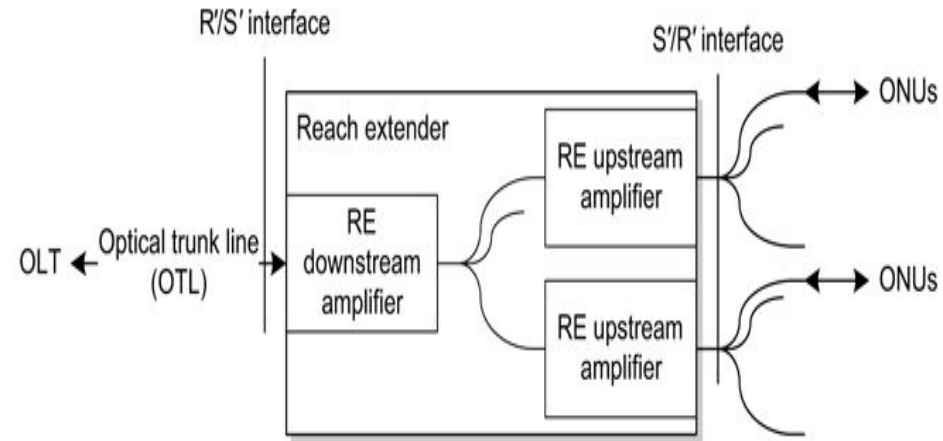 R′/S′ interface
S′/R′ interface
ONUs
Reach extender
RE upstream
amplifier
RE
downstream
amplifier
OLT
Optical trunk line
(OTL)
ONUs
RE upstream
amplifier